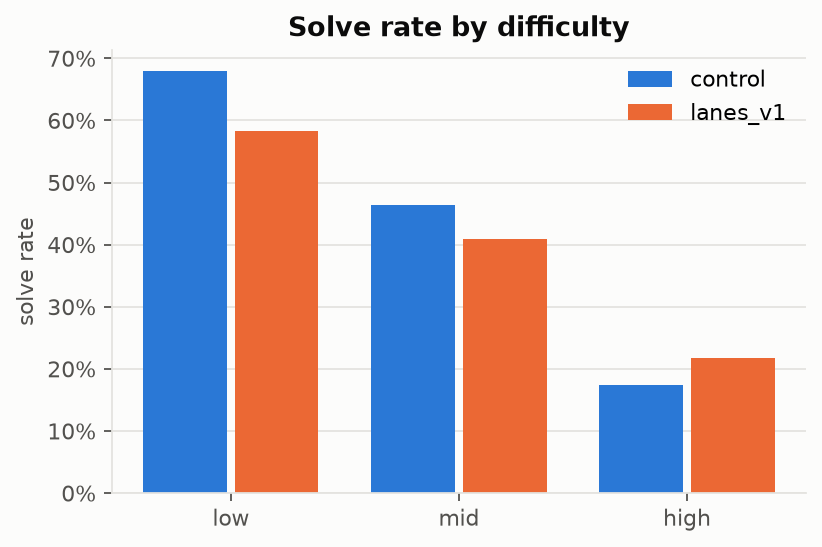 Solve rate by difficulty
control
lanes_v1
solve rate
70%
60%
50%
40%
30%
20%
10%
0%
low
mid
high